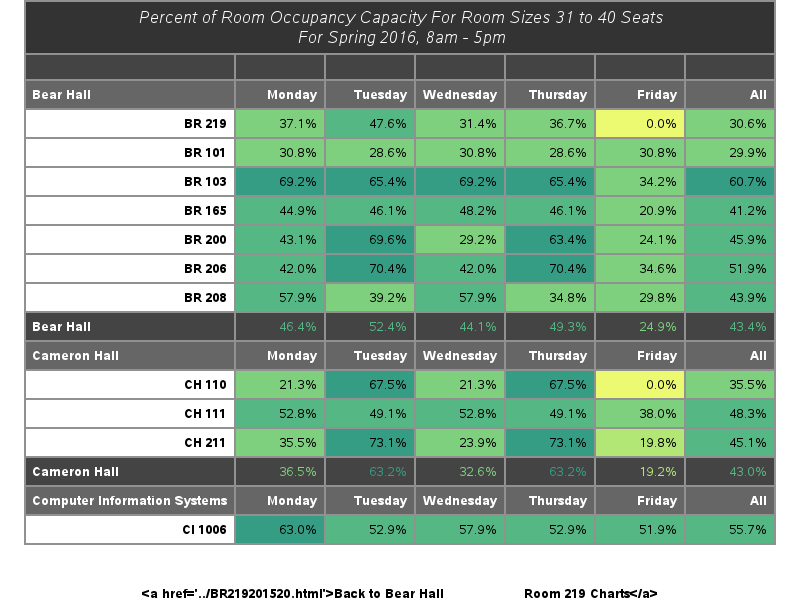 Percent of Room Occupancy Capacity For Room Sizes 31 to 40 Seats
For Spring 2016, 8am - 5pm
Bear Hall Monday Tuesday Wednesday Thursday Friday All
BR 219 37.1% 47.6% 31.4% 36.7% 0.0% 30.6%
BR 101 30.8% 28.6% 30.8% 28.6% 30.8% 29.9%
BR 103 69.2% 65.4% 69.2% 65.4% 34.2% 60.7%
BR 165 44.9% 46.1% 48.2% 46.1% 20.9% 41.2%
BR 200 43.1% 69.6% 29.2% 63.4% 24.1% 45.9%
BR 206 42.0% 70.4% 42.0% 70.4% 34.6% 51.9%
BR 208 57.9% 39.2% 57.9% 34.8% 29.8% 43.9%
Bear Hall 46.4% 52.4% 44.1% 49.3% 24.9% 43.4%
Cameron Hall Monday Tuesday Wednesday Thursday Friday All
CH 110 21.3% 67.5% 21.3% 67.5% 0.0% 35.5%
CH 111 52.8% 49.1% 52.8% 49.1% 38.0% 48.3%
CH 211 35.5% 73.1% 23.9% 73.1% 19.8% 45.1%
Cameron Hall 36.5% 63.2% 32.6% 63.2% 19.2% 43.0%
Computer Information Systems Monday Tuesday Wednesday Thursday Friday All
CI 1006 63.0% 52.9% 57.9% 52.9% 51.9% 55.7%
<a href='../BR219201520.html'>Back to Bear Hall Room 219 Charts</a>